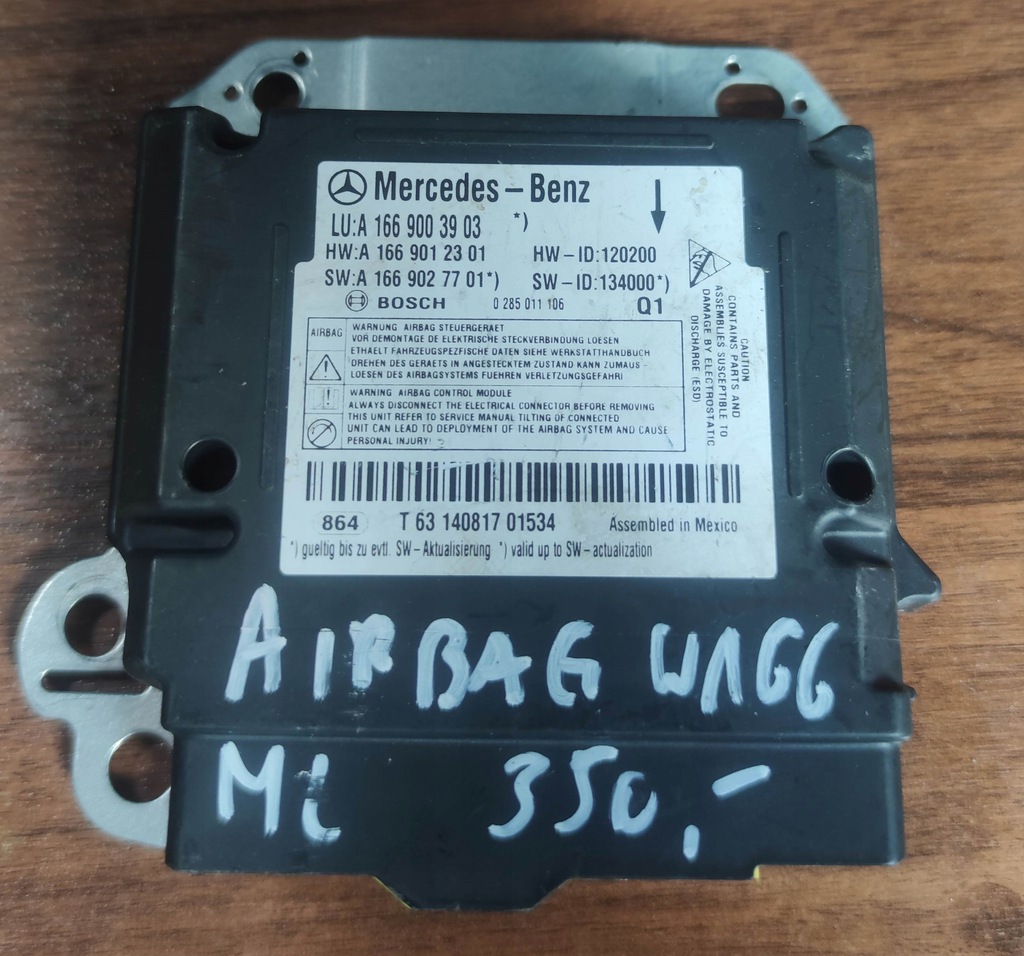 Mercedes-Benz
LU:A 166 900 39 03 *)
HW:A 166 901 23 01 HW-ID:120200
SW:A 166 902 77 01*) SW-ID:134000*)
BOSCH 0 285 011 106 Q1
AIRBAG
WARNUNG AIRBAG STEUERGERAET
VOR DEMONTAGE DE ELEKTRISCHE STECKVERBINDUNG LOESEN
ETHAELT FAHRZEUGSPEZFISCHE DATEN SIEHE WERKSTATTHANDBUCH
DREHEN DES GERAETS IN ANGESTECKTEM ZUSTAND KANN ZUMAUS-
LOESEN DES AIRBAGSYSTEMS FUEHREN VERLETZUNGSGEFAHR!
WARNING AIRBAG CONTROL MODULE
ALWAYS DISCONNECT THE ELECTRICAL CONNECTOR BEFORE REMOVING
THIS UNIT REFER TO SERVICE MANUAL TILTING OF CONNECTED
UNIT CAN LEAD TO DEPLOYMENT OF THE AIRBAG SYSTEM AND CAUSE
PERSONAL INJURY!
CAUTION
CONTAINS PARTS AND
ASSEMBLIES SUSCEPTIBLE TO
DAMAGE BY ELECTROSTATIC
DISCHARGE (ESD)
864 T 63 140817 01534 Assembled in Mexico
*) gueltig bis zu evtl. SW-Aktualisierung *) valid up to SW-actualization
AIRBAG W166
ML 350,-